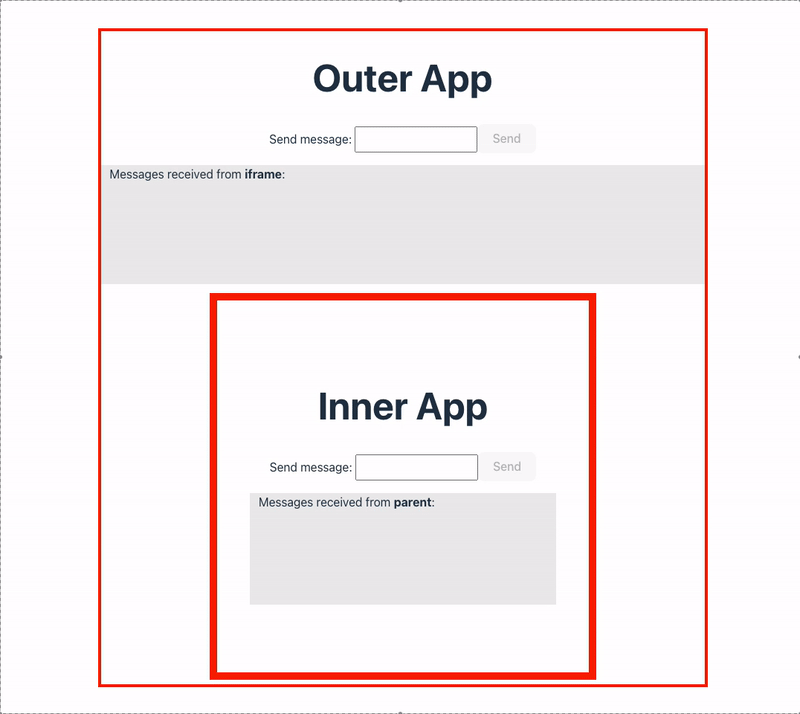 Outer App
Send message: Send
Messages received from iframe:
Inner App
Send message: Send
Messages received from parent: